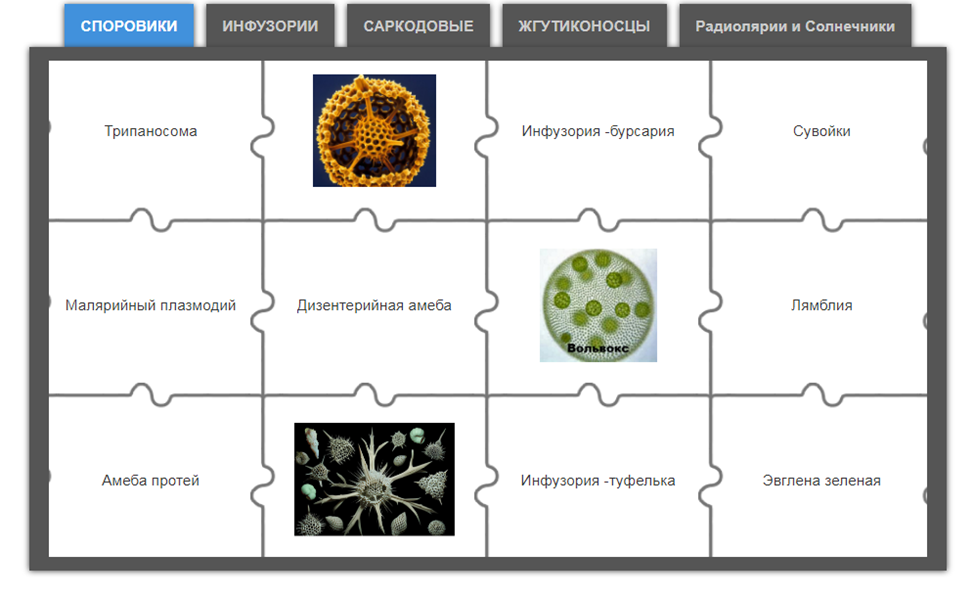 СПОРОВИКИ ИНФУЗОРИИ САРКОДОВЫЕ ЖГУТИКОНОСЦЫ Радиолярии и Солнечники
Трипаносома Инфузория -бурсария Сувойки
Малярийный плазмодий Дизентерийная амеба Вольвокс Лямблия
Амеба протей Инфузория -туфелька Эвглена зеленая